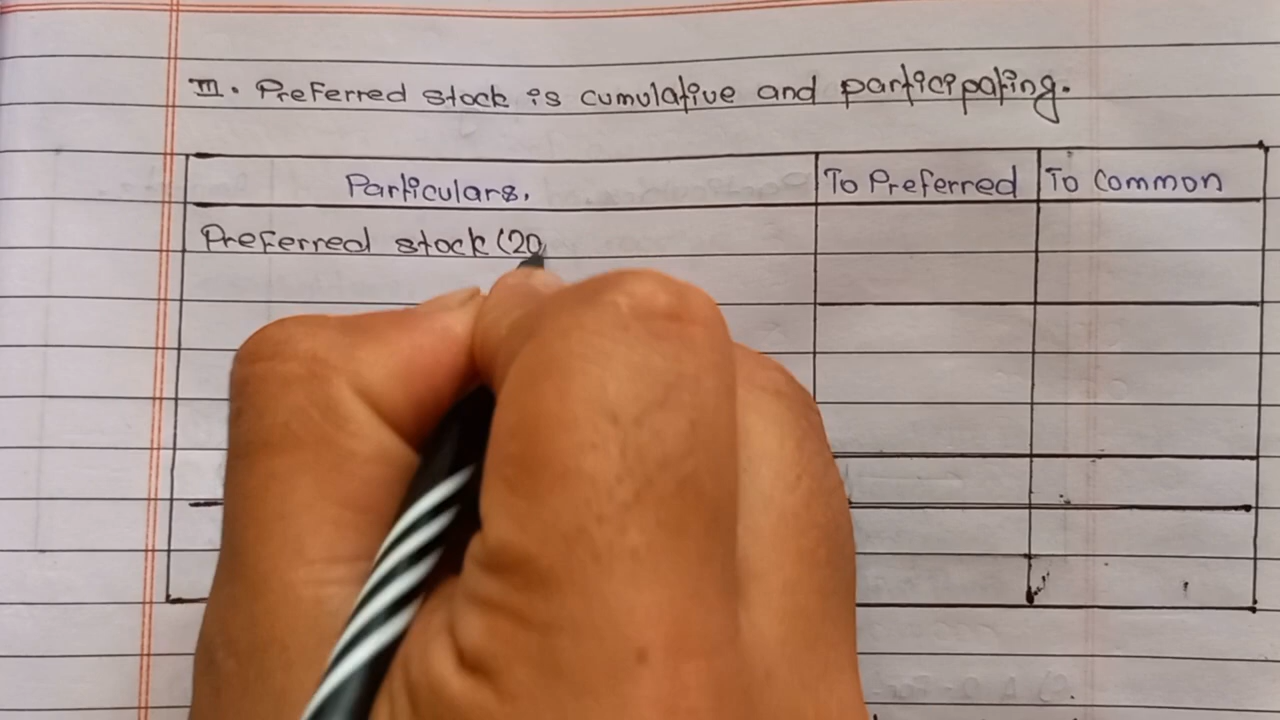 III. Preferred stock is cumulative and participating.
Particulars. To Preferred To Common
Preferred stock (20